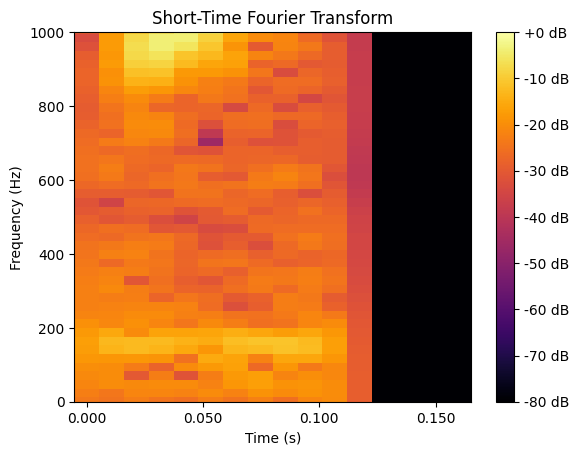 Short-Time Fourier Transform
1000
800
600
400
200
0
Frequency (Hz)
0.000
0.050
0.100
0.150
Time (s)
+0 dB
-10 dB
-20 dB
-30 dB
-40 dB
-50 dB
-60 dB
-70 dB
-80 dB